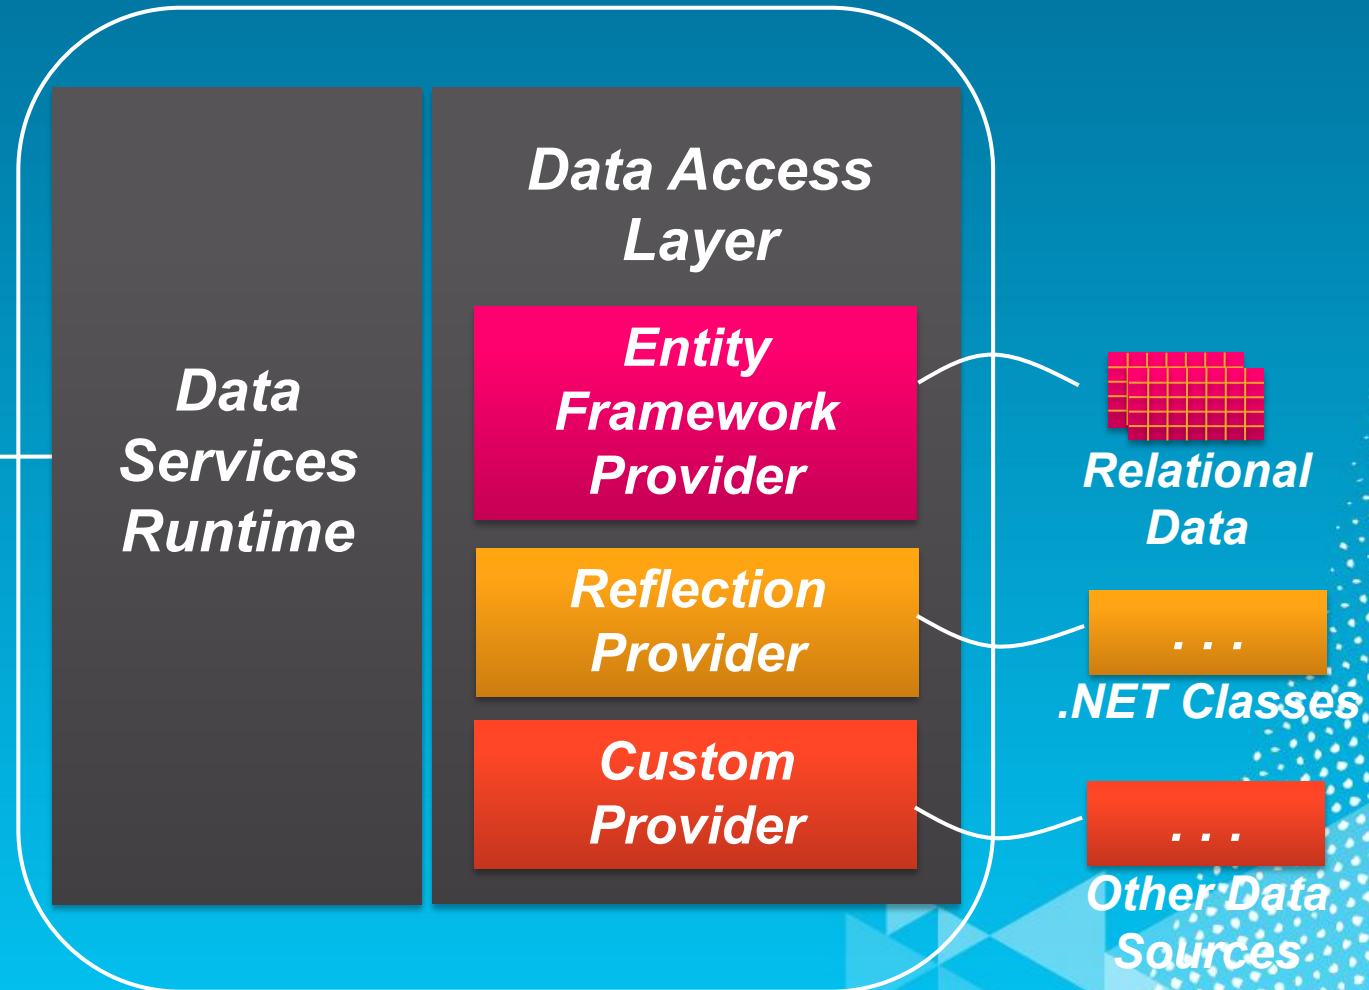 Data
Services
Runtime
Data Access
Layer
Entity
Framework
Provider
Reflection
Provider
Custom
Provider
Relational
Data
. . .
.NET Classes
. . .
Other Data
Sources